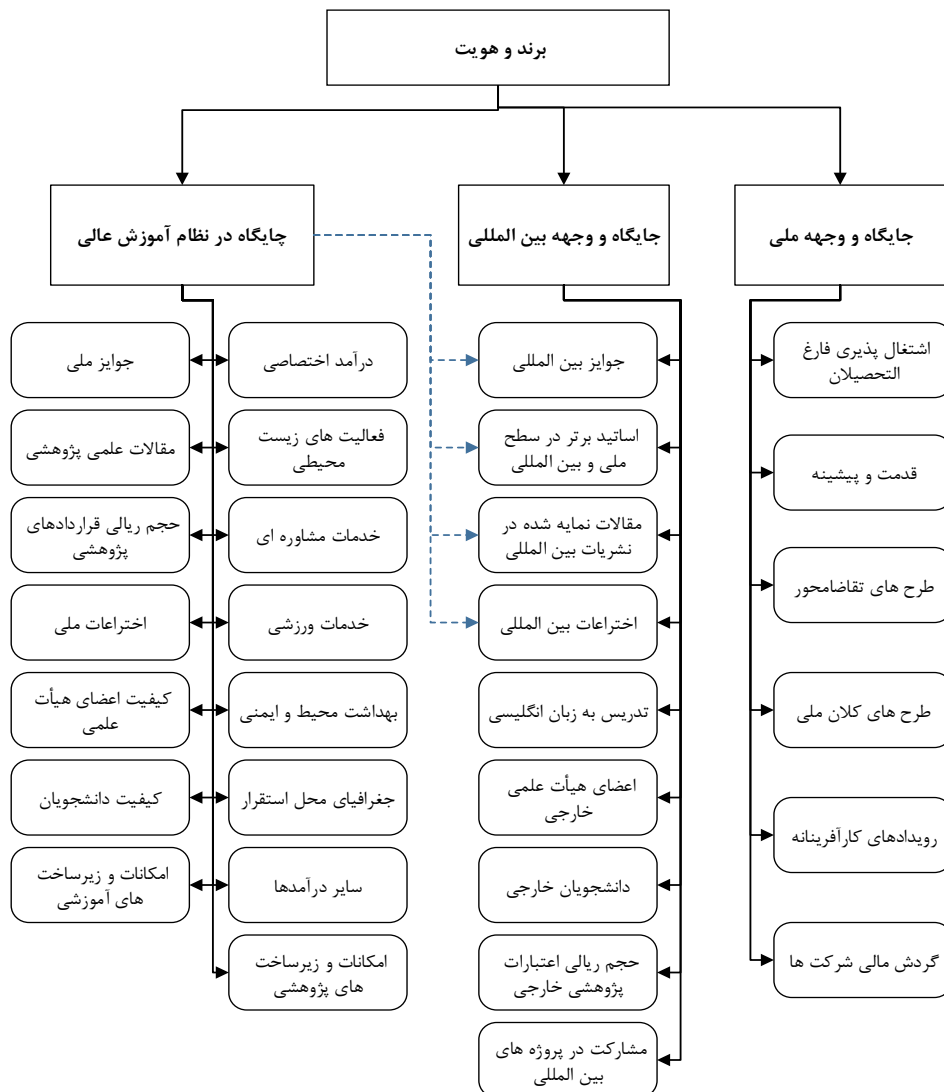 برند و هویت
جایگاه و وجهه ملی
جایگاه و وجهه بین المللی
چایگاه در نظام آموزش عالی
اشتغال پذیری فارغ
التحصیلان
قدمت و پیشینه
طرح های تقاضامحور
طرح های کلان ملی
رویدادهای کارآفرینانه
گردش مالی شرکت ها
جوایز بین المللی
اساتید برتر در سطح
ملی و بین المللی
مقالات نمایه شده در
نشریات بین المللی
اختراعات بین المللی
تدریس به زبان انگلیسی
اعضای هیأت علمی
خارجی
دانشجویان خارجی
حجم ریالی اعتبارات
پژوهشی خارجی
مشارکت در پروژه های
بین المللی
درآمد اختصاصی
فعالیت های زیست
محیطی
خدمات مشاوره ای
خدمات ورزشی
بهداشت محیط و ایمنی
جغرافیای محل استقرار
سایر درآمدها
امکانات و زیرساخت
های پژوهشی
جوایز ملی
مقالات علمی پژوهشی
حجم ریالی قراردادهای
پژوهشی
اختراعات ملی
کیفیت اعضای هیأت
علمی
کیفیت دانشجویان
امکانات و زیرساخت
های آموزشی